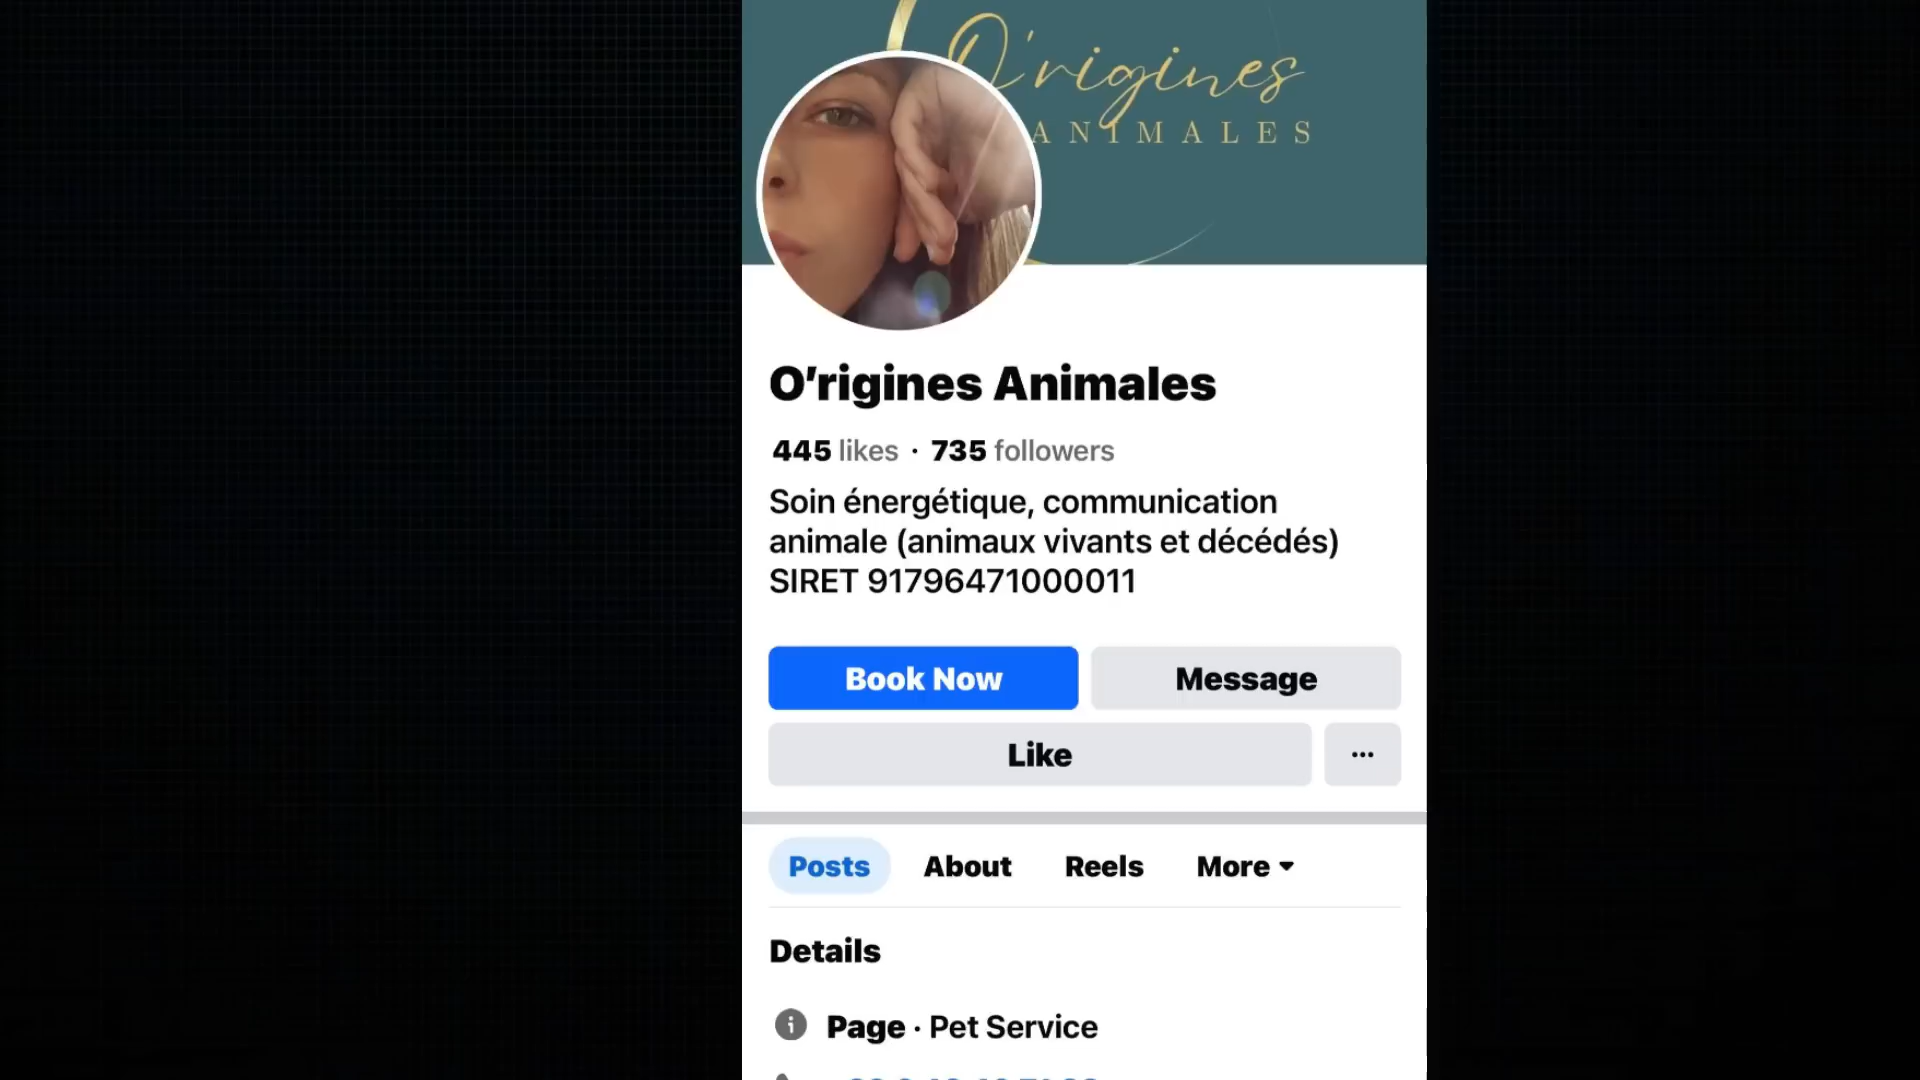 O'rigines
ANIMALES
O'rigines Animales
445 likes · 735 followers
Soin énergétique, communication
animale (animaux vivants et décédés)
SIRET 91796471000011
Book Now
Message
Like
Posts
About
Reels
More
Details
Page · Pet Service